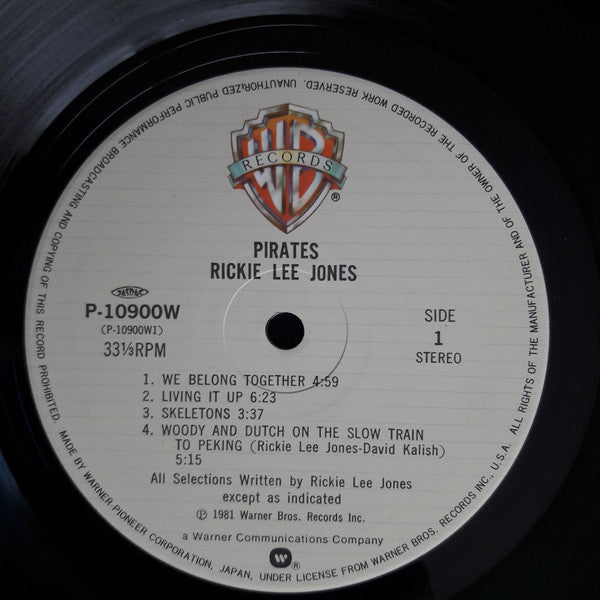 WB
RECORDS
®
PIRATES
RICKIE LEE JONES
JASRAC
P-10900W
(P-10900W1)
33⅓RPM
SIDE
1
STEREO
1. WE BELONG TOGETHER 4:59
2. LIVING IT UP 6:23
3. SKELETONS 3:37
4. WOODY AND DUTCH ON THE SLOW TRAIN
TO PEKING (Rickie Lee Jones-David Kalish)
5:15
All Selections Written by Rickie Lee Jones
except as indicated
℗ 1981 Warner Bros. Records Inc.
a Warner Communications Company
®
MADE BY WARNER PIONEER CORPORATION, JAPAN, UNDER LICENSE FROM WARNER BROS. RECORDS INC., U.S.A. ALL RIGHTS OF THE MANUFACTURER AND OF THE OWNER OF THE RECORDED WORK RESERVED. UNAUTHORIZED PUBLIC PERFORMANCE BROADCASTING AND COPYING OF THIS RECORD PROHIBITED.